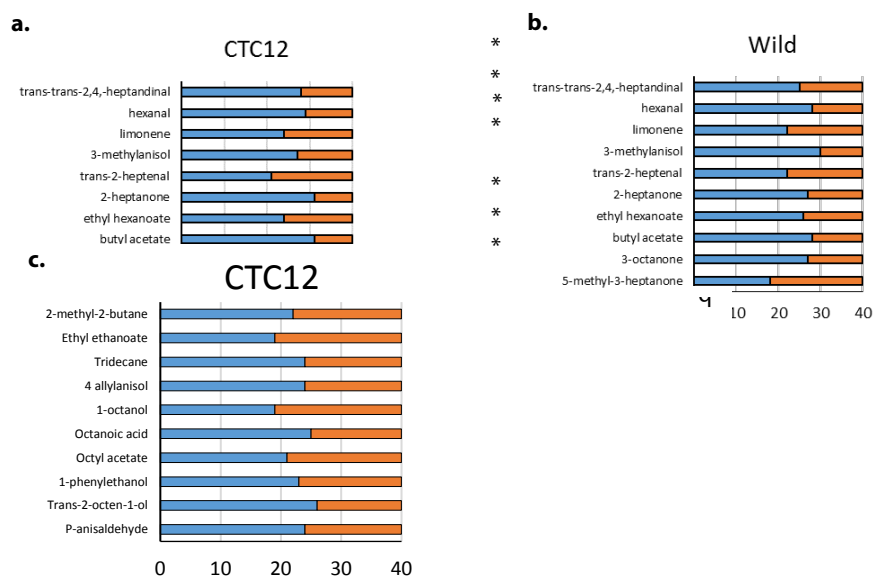 a.
CTC12
trans-trans-2,4,-heptandinal
hexanal
limonene
3-methylanisol
trans-2-heptenal
2-heptanone
ethyl hexanoate
butyl acetate
*
*
*
*
*
*
*
b.
Wild
trans-trans-2,4,-heptandinal
hexanal
limonene
3-methylanisol
trans-2-heptenal
2-heptanone
ethyl hexanoate
butyl acetate
3-octanone
5-methyl-3-heptanone
10 20 30 40
c.
CTC12
2-methyl-2-butane
Ethyl ethanoate
Tridecane
4 allylanisol
1-octanol
Octanoic acid
Octyl acetate
1-phenylethanol
Trans-2-octen-1-ol
P-anisaldehyde
0 10 20 30 40